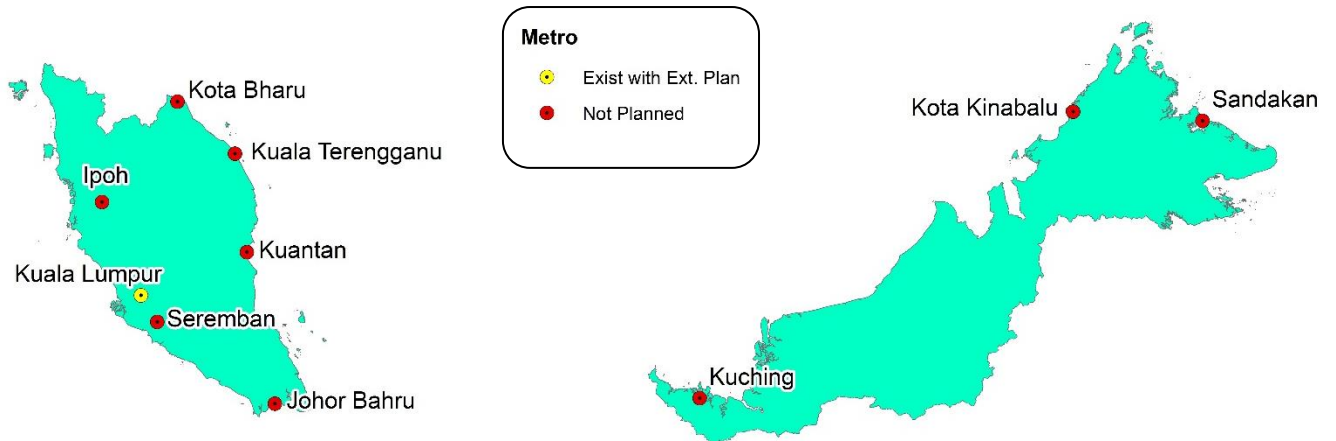 Metro
Exist with Ext. Plan
Not Planned
Kota Bharu
Kuala Terengganu
Ipoh
Kuantan
Kuala Lumpur
Seremban
Johor Bahru
Kota Kinabalu
Sandakan
Kuching